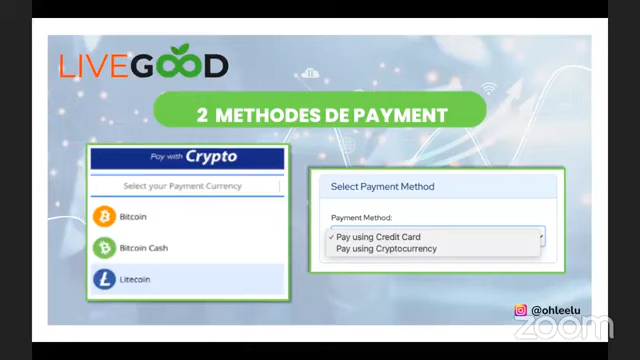 LIVEGOOD
2 METHODES DE PAYMENT
Pay with Crypto
Select your Payment Currency
Bitcoin
Bitcoin Cash
Litecoin
Select Payment Method
Payment Method:
✓ Pay using Credit Card
Pay using Cryptocurrency
@ohleelu
zoom